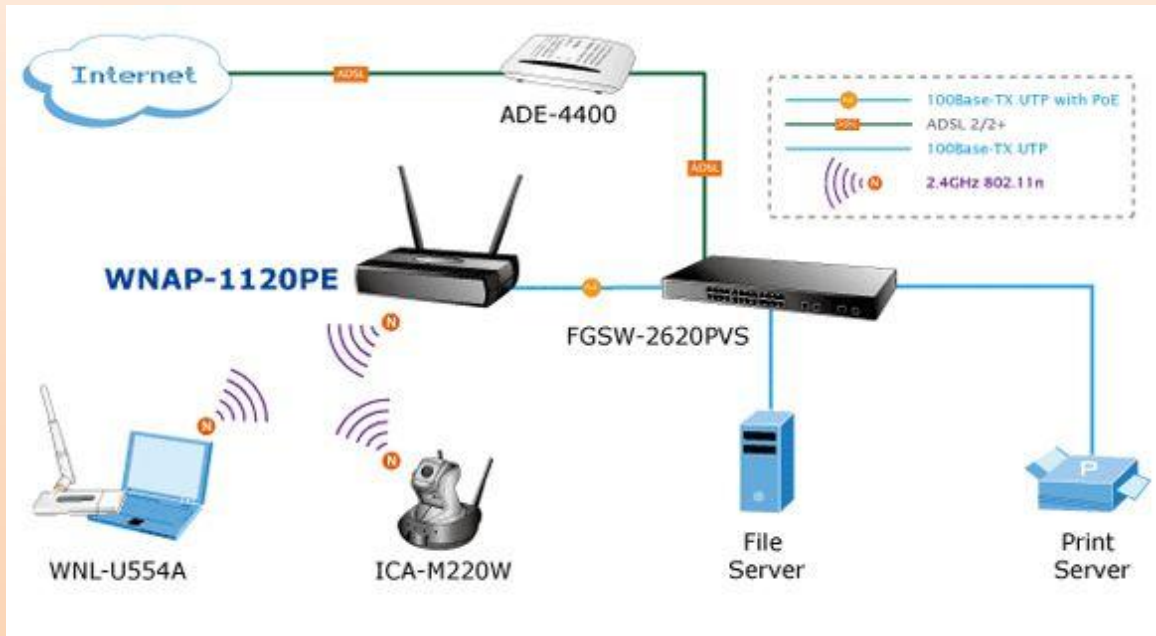 Internet
ADSL
ADE-4400
100Base-TX UTP with PoE
ADSL 2/2+
100Base-TX UTP
N
2.4GHz 802.11n
ADSL
WNAP-1120PE
N
FGSW-2620PVS
N
N
P
WNL-U554A
ICA-M220W
File
Server
Print
Server